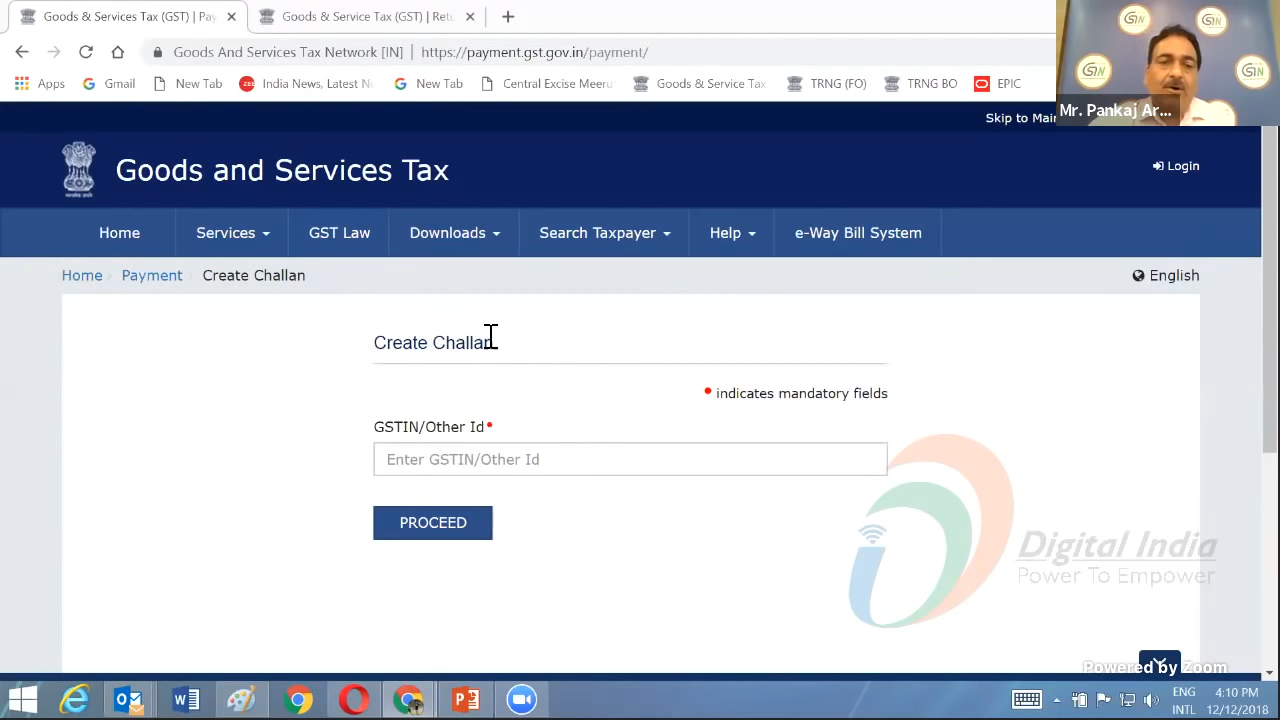 Goods & Services Tax (GST) | Pay
Goods & Service Tax (GST) | Retu
Goods And Services Tax Network [IN] | https://payment.gst.gov.in/payment/
Apps Gmail New Tab India News, Latest N New Tab Central Excise Meeru Goods & Services Tax TRNG (FO) TRNG BO EPIC
Mr. Pankaj Ar...
Skip to Mai
Goods and Services Tax
Login
Home Services GST Law Downloads Search Taxpayer Help e-Way Bill System
Home Payment Create Challan
English
Create Challan
• indicates mandatory fields
GSTIN/Other Id•
Enter GSTIN/Other Id
PROCEED
Digital India
Power To Empower
Powered by Zoom
ENG 4:10 PM
INTL 12/12/2018